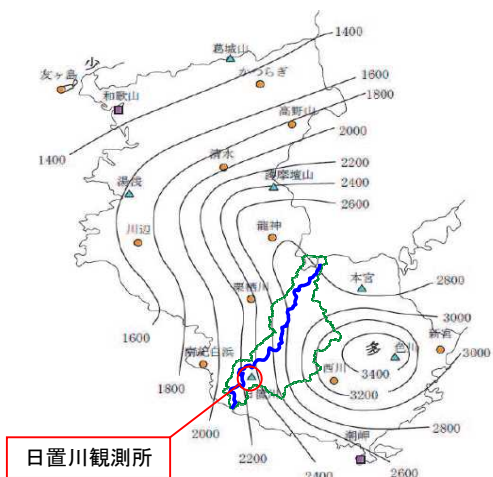 1400
葛城山
少
友ヶ島
かつらぎ
1600
和歌山
1800
高野山
2000
1400
清水
2200
護摩壇山
2400
湯浅
2600
川辺
龍神
本宮
2800
栗栖川
3000
1600
新宮
多
色川
3000
南紀白浜
3400
西川
1800
3200
2000
2800
潮岬
日置川観測所
2200
2400
2600